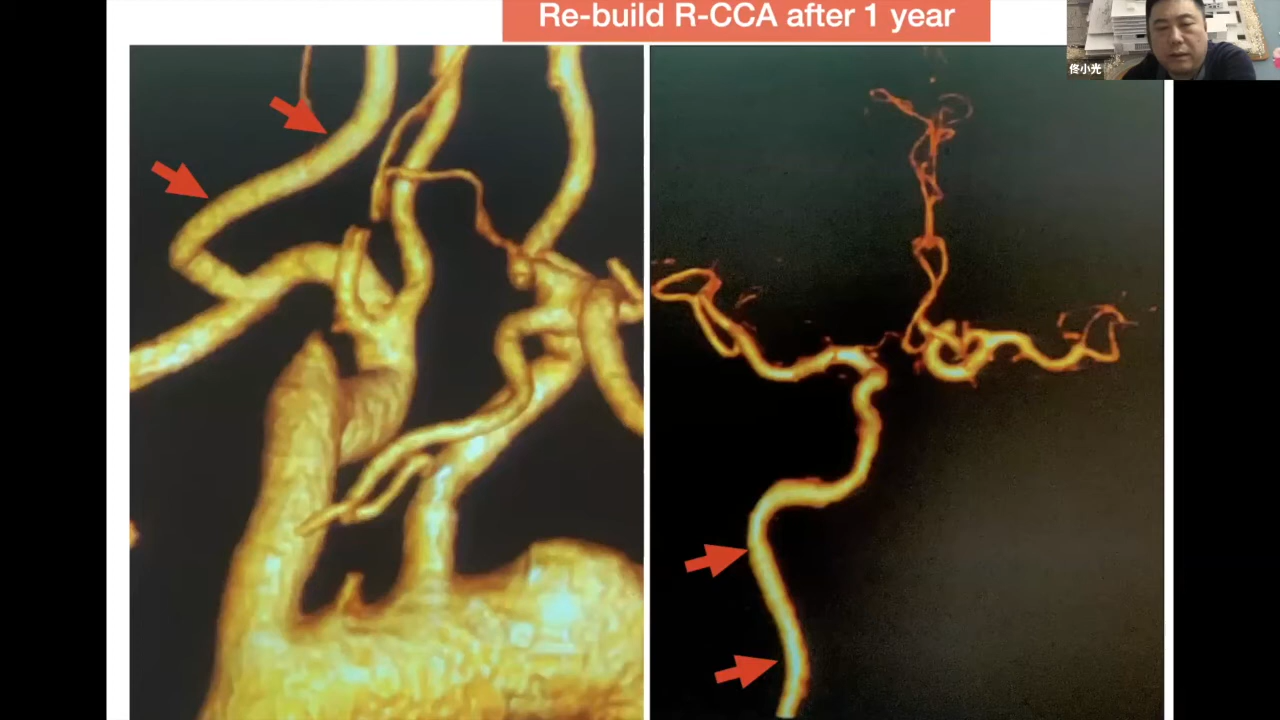 Re-build R-CCA after 1 year
佟小光